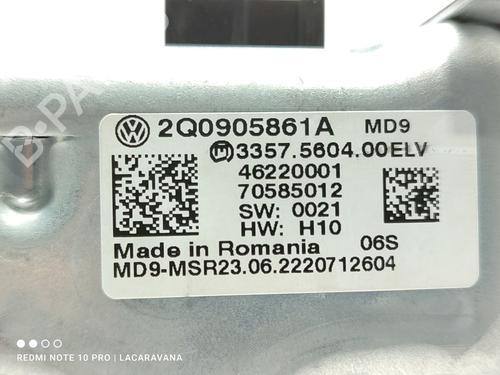 2Q0905861A MD9
3357.5604.00ELV
46220001
70585012
SW: 0021
HW: H10
Made in Romania 06S
MD9-MSR23.06.2220712604
REDMI NOTE 10 PRO | LACARAVANA